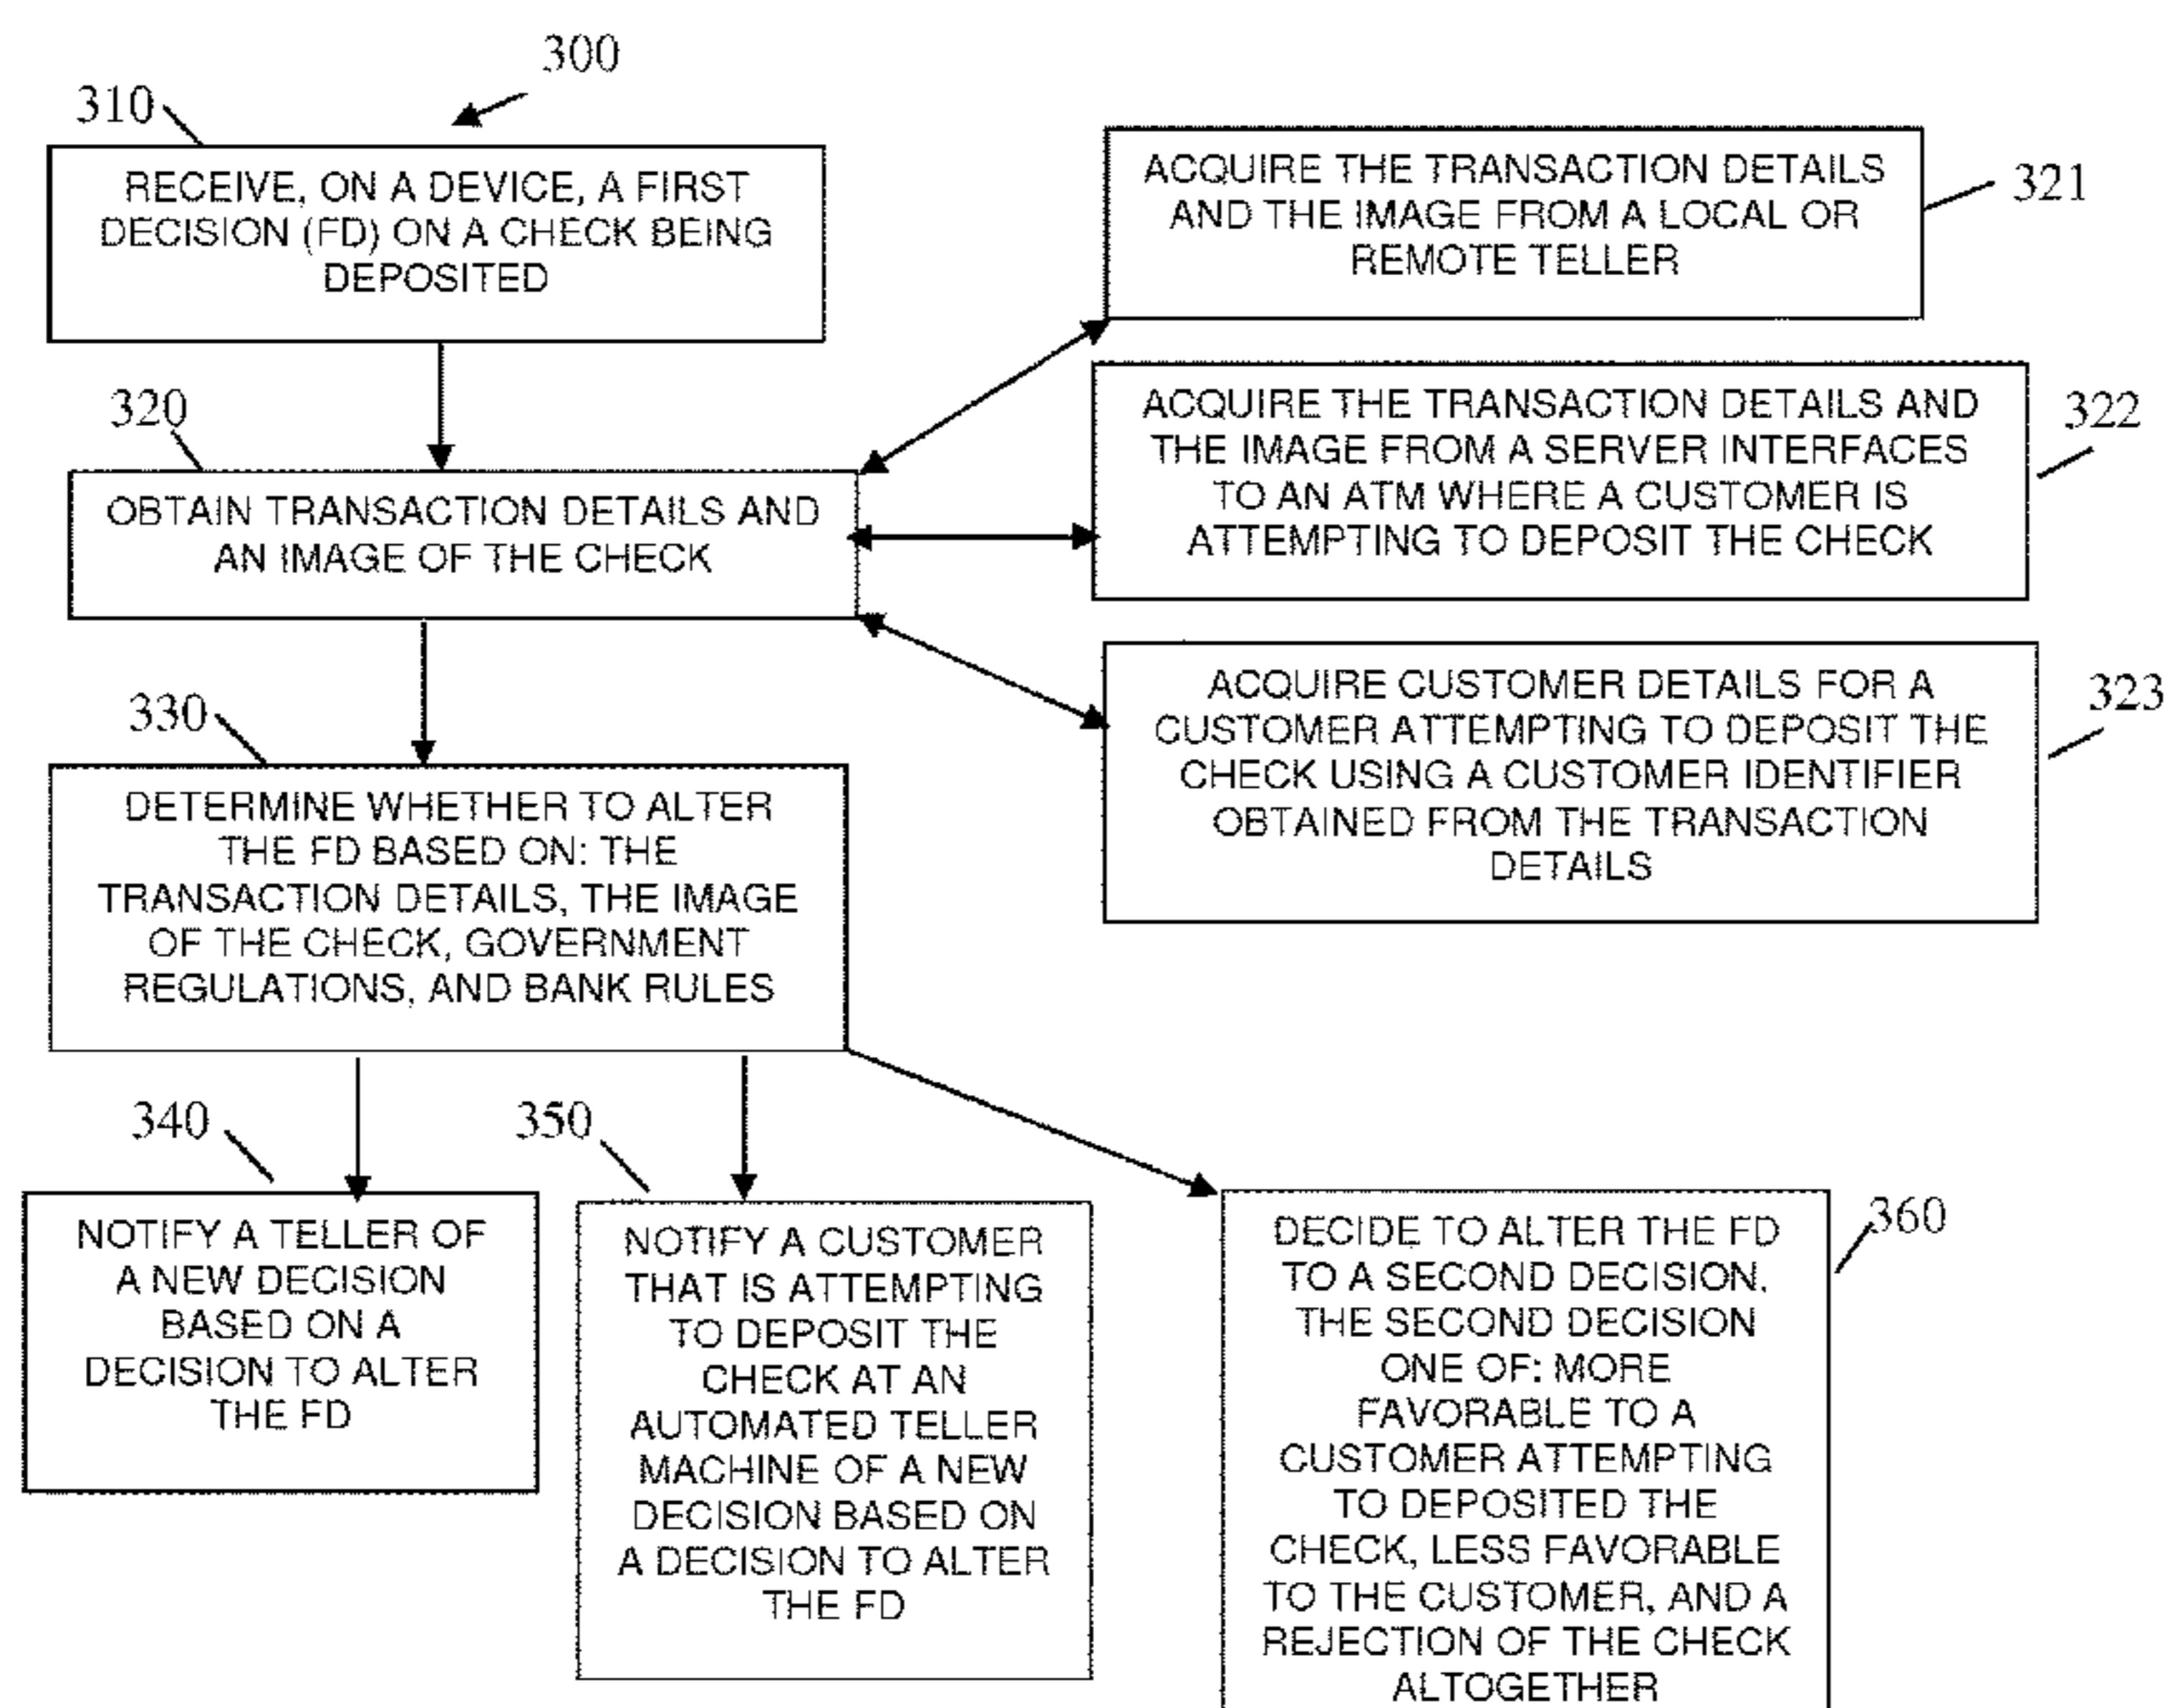 300
310
RECEIVE, ON A DEVICE, A FIRST
DECISION (FD) ON A CHECK BEING
DEPOSITED
320
OBTAIN TRANSACTION DETAILS AND
AN IMAGE OF THE CHECK
ACQUIRE THE TRANSACTION DETAILS
AND THE IMAGE FROM A LOCAL OR
REMOTE TELLER
321
ACQUIRE THE TRANSACTION DETAILS AND
THE IMAGE FROM A SERVER INTERFACES
TO AN ATM WHERE A CUSTOMER IS
ATTEMPTING TO DEPOSIT THE CHECK
322
ACQUIRE CUSTOMER DETAILS FOR A
CUSTOMER ATTEMPTING TO DEPOSIT THE
CHECK USING A CUSTOMER IDENTIFIER
OBTAINED FROM THE TRANSACTION
DETAILS
323
330
DETERMINE WHETHER TO ALTER
THE FD BASED ON: THE
TRANSACTION DETAILS, THE IMAGE
OF THE CHECK, GOVERNMENT
REGULATIONS, AND BANK RULES
340
NOTIFY A TELLER OF
A NEW DECISION
BASED ON A
DECISION TO ALTER
THE FD
350
NOTIFY A CUSTOMER
THAT IS ATTEMPTING
TO DEPOSIT THE
CHECK AT AN
AUTOMATED TELLER
MACHINE OF A NEW
DECISION BASED ON
A DECISION TO ALTER
THE FD
360
DECIDE TO ALTER THE FD
TO A SECOND DECISION,
THE SECOND DECISION
ONE OF: MORE
FAVORABLE TO A
CUSTOMER ATTEMPTING
TO DEPOSITED THE
CHECK, LESS FAVORABLE
TO THE CUSTOMER, AND A
REJECTION OF THE CHECK
ALTOGETHER